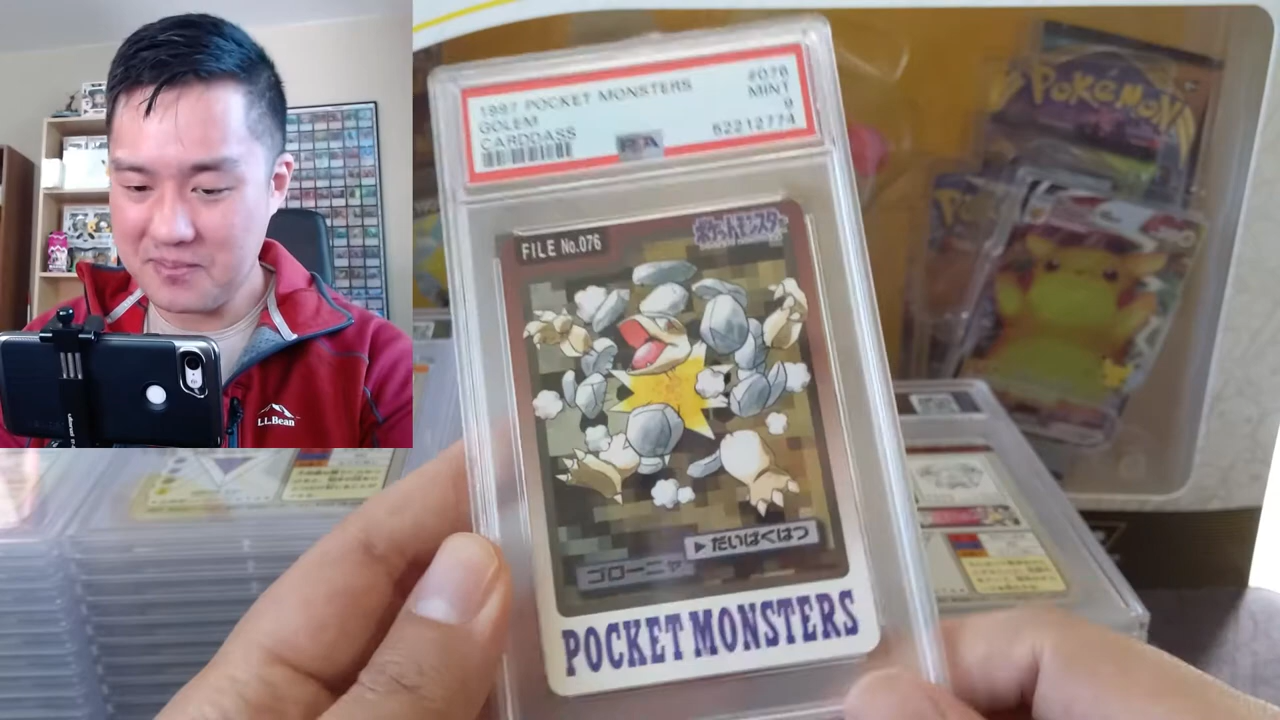 1997 POCKET MONSTERS #076
GOLEM MINT
CARDDASS 9
PSA 52212774
FILE No.076
ポケットモンスター
▶だいばくはつ
ゴローニャ
POCKET MONSTERS
POKéMON
L.L.Bean